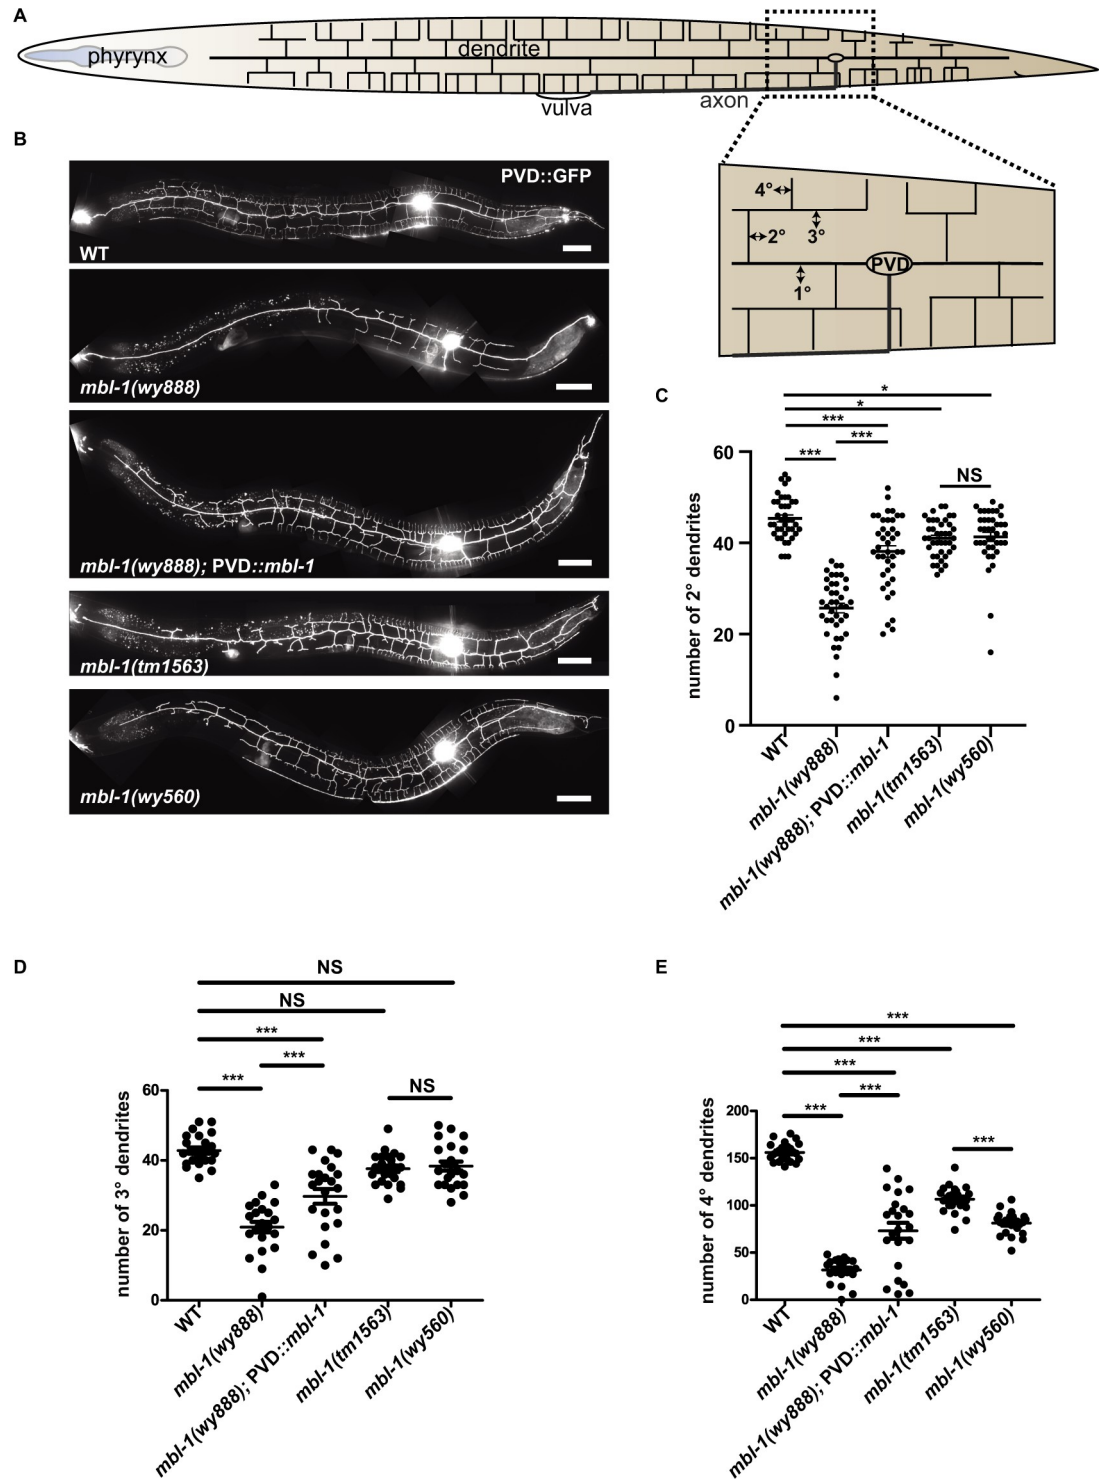 A
phyrynx
dendrite
vulva
axon
B
PVD::GFP
WT
mbl-1(wy888)
mbl-1(wy888); PVD::mbl-1
mbl-1(tm1563)
mbl-1(wy560)
4°
2°
3°
PVD
1°
C
*
*
***
***
***
NS
60
40
20
0
number of 2° dendrites
WT
mbl-1(wy888)
mbl-1(wy888); PVD::mbl-1
mbl-1(tm1563)
mbl-1(wy560)
D
NS
NS
***
***
***
NS
60
40
20
0
number of 3° dendrites
WT
mbl-1(wy888)
mbl-1(wy888); PVD::mbl-1
mbl-1(tm1563)
mbl-1(wy560)
E
***
***
***
***
***
***
200
150
100
50
0
number of 4° dendrites
WT
mbl-1(wy888)
mbl-1(wy888); PVD::mbl-1
mbl-1(tm1563)
mbl-1(wy560)